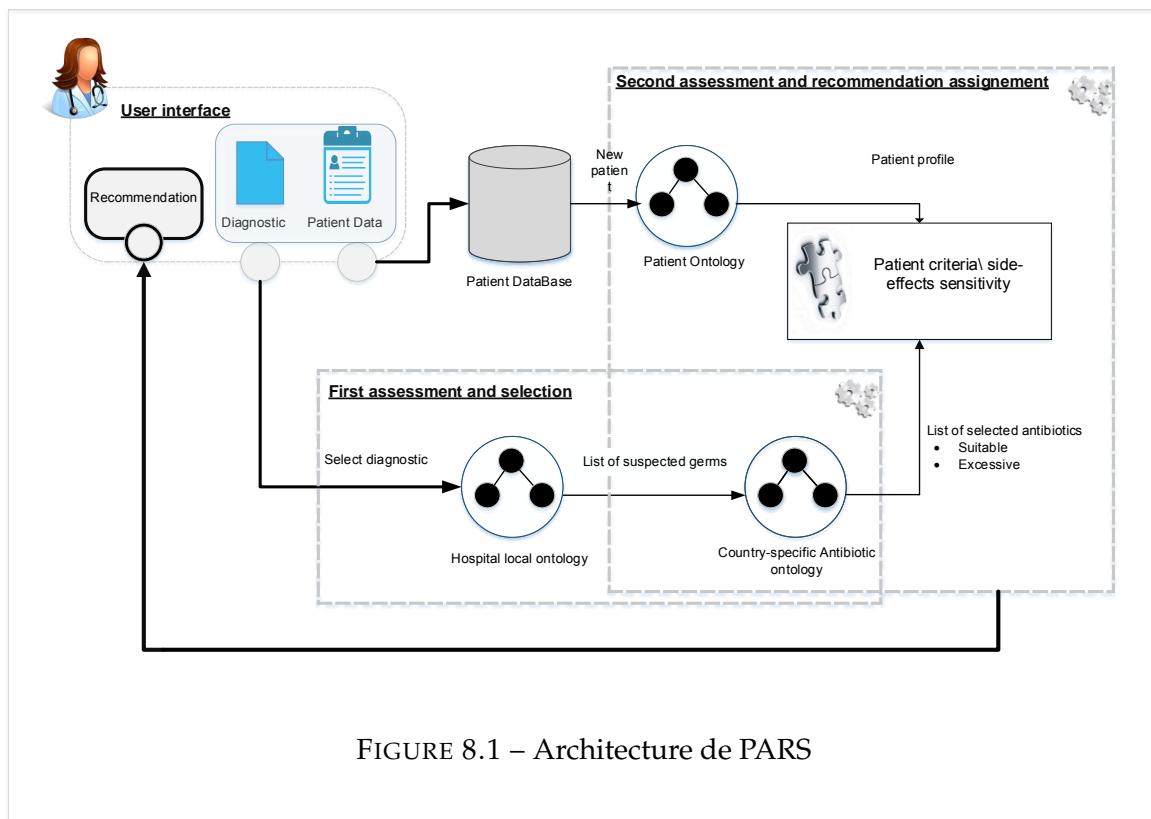 Second assessment and recommendation assignement
User interface
Recommendation
Diagnostic
Patient Data
Patient DataBase
New
patien
t
Patient Ontology
Patient profile
Patient criteria\ side-
effects sensitivity
First assessment and selection
Select diagnostic
Hospital local ontology
List of suspected germs
Country-specific Antibiotic
ontology
List of selected antibiotics
• Suitable
• Excessive
FIGURE 8.1 – Architecture de PARS